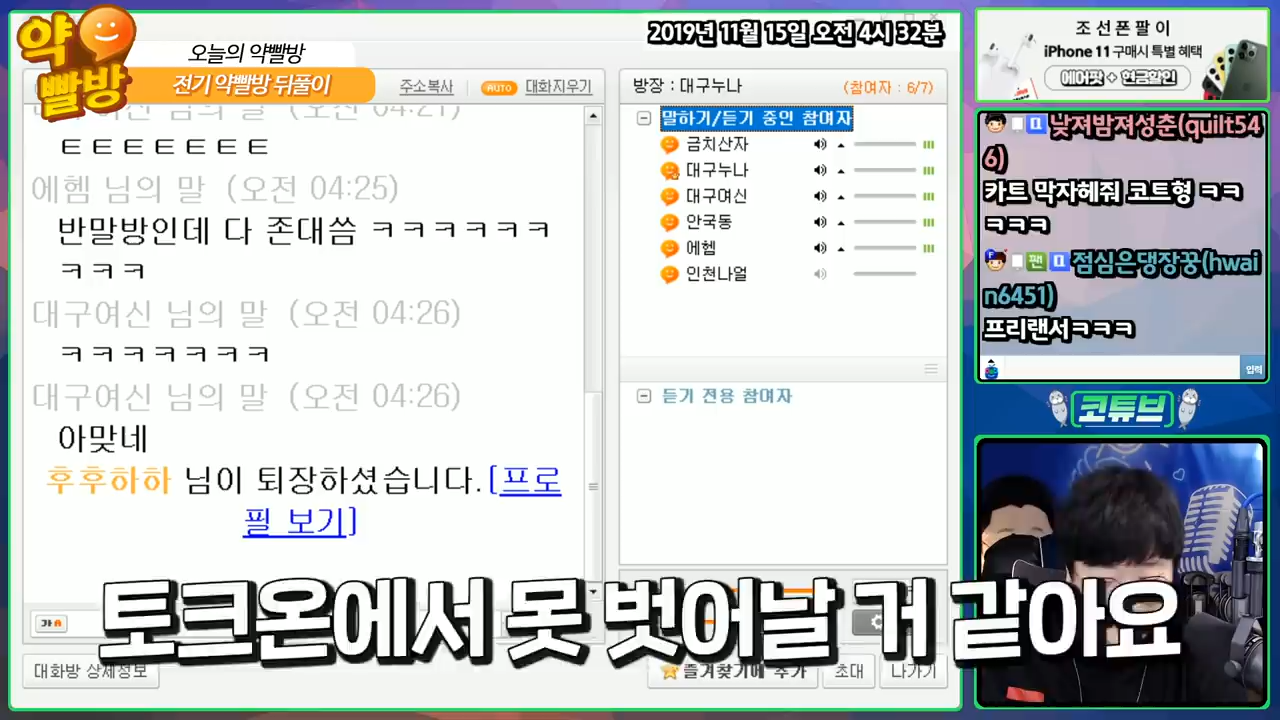 약빨방
오늘의 약빨방
전기 약빨방 뒤풀이
2019년 11월 15일 오전 4시 32분
주소복사
AUTO
대화지우기
ㅌㅌㅌㅌㅌㅌㅌ
에헴 님의 말 (오전 04:25)
반말방인데 다 존대씀 ㅋㅋㅋㅋㅋㅋ
ㅋㅋㅋ
대구여신 님의 말 (오전 04:26)
ㅋㅋㅋㅋㅋㅋㅋ
대구여신 님의 말 (오전 04:26)
아맞네
후후하하 님이 퇴장하셨습니다.[프로
필 보기]
가
대화방 상세정보
방장 : 대구누나
(참여자 : 6/7)
말하기/듣기 중인 참여자
금치산자
대구누나
대구여신
안국동
에헴
인천나얼
듣기 전용 참여자
즐겨찾기에 추가
초대
나가기
토크온에서 못 벗어날 거 같아요
조선폰팔이
iPhone 11 구매시 특별 혜택
에어팟 + 현금할인
낮져밤져성춘(quilt54
6)
카트 막자헤줘 코트형 ㅋㅋ
ㅋㅋㅋ
팬
점심은댕장꿍(hwai
n6451)
프리랜서ㅋㅋㅋ
입력
코튜브